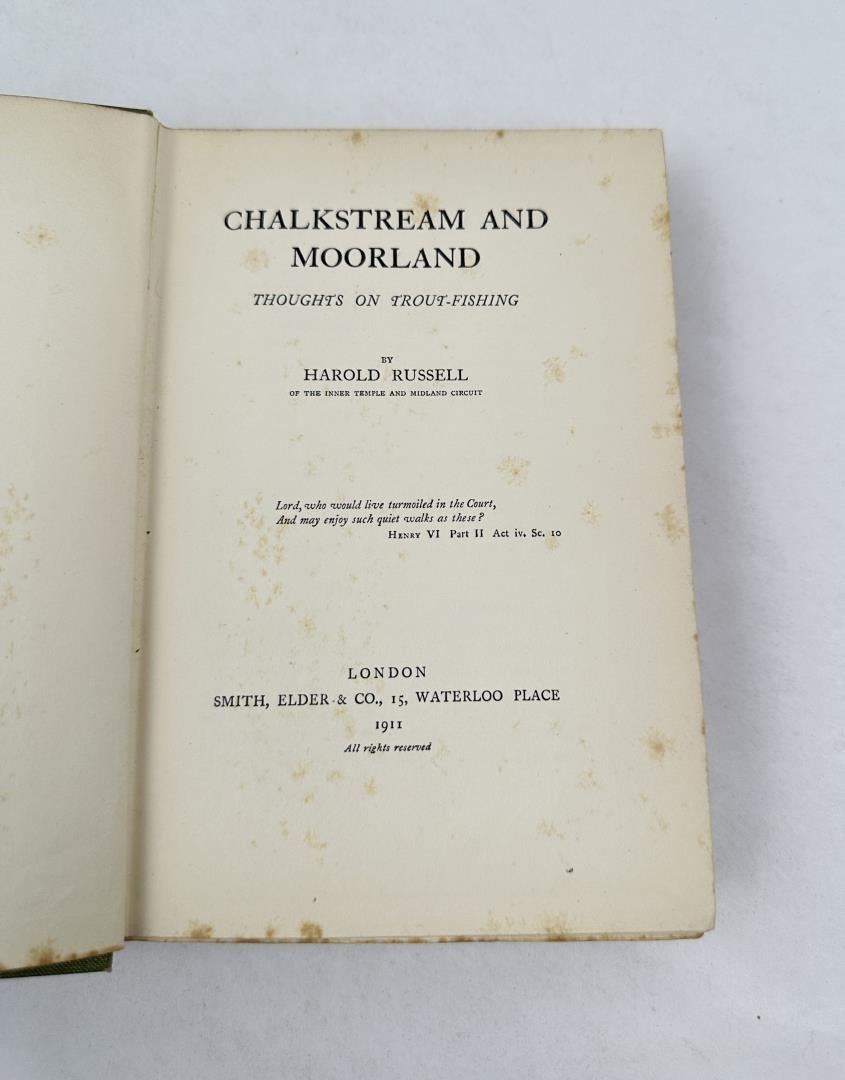 CHALKSTREAM AND
MOORLAND
THOUGHTS ON TROUT-FISHING
BY
HAROLD RUSSELL
OF THE INNER TEMPLE AND MIDLAND CIRCUIT
Lord, who would live turmoiled in the Court,
And may enjoy such quiet walks as these?
HENRY VI Part II Act iv. Sc. 10
LONDON
SMITH, ELDER & CO., 15, WATERLOO PLACE
1911
All rights reserved